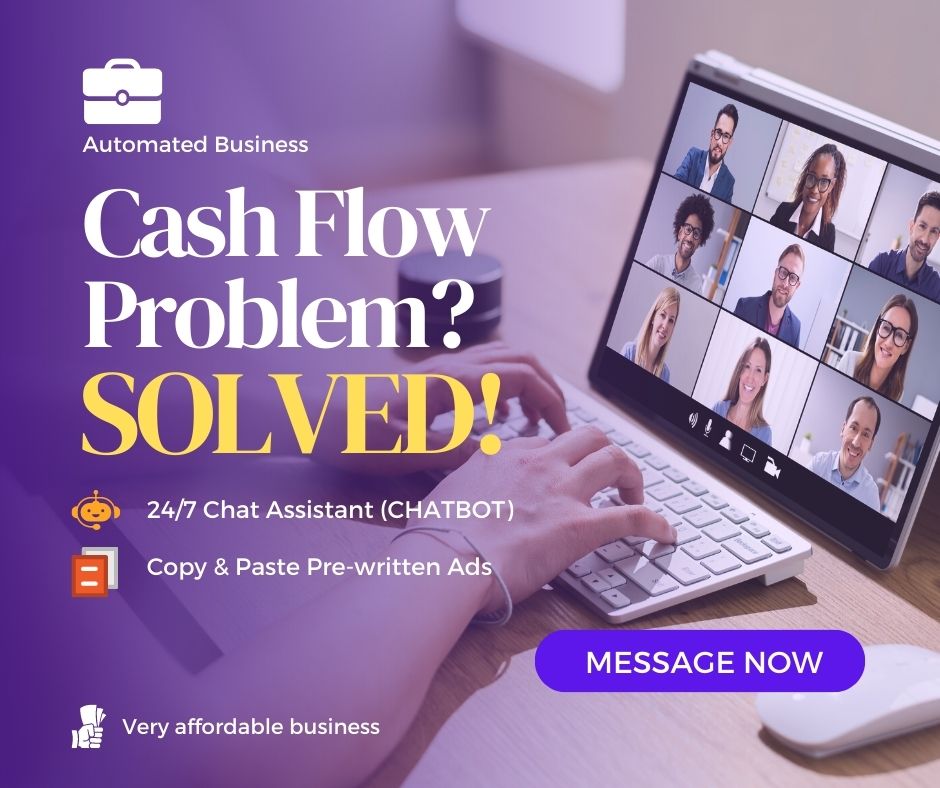 Automated Business
Cash Flow
Problem?
SOLVED!
24/7 Chat Assistant (CHATBOT)
Copy & Paste Pre-written Ads
MESSAGE NOW
Very affordable business